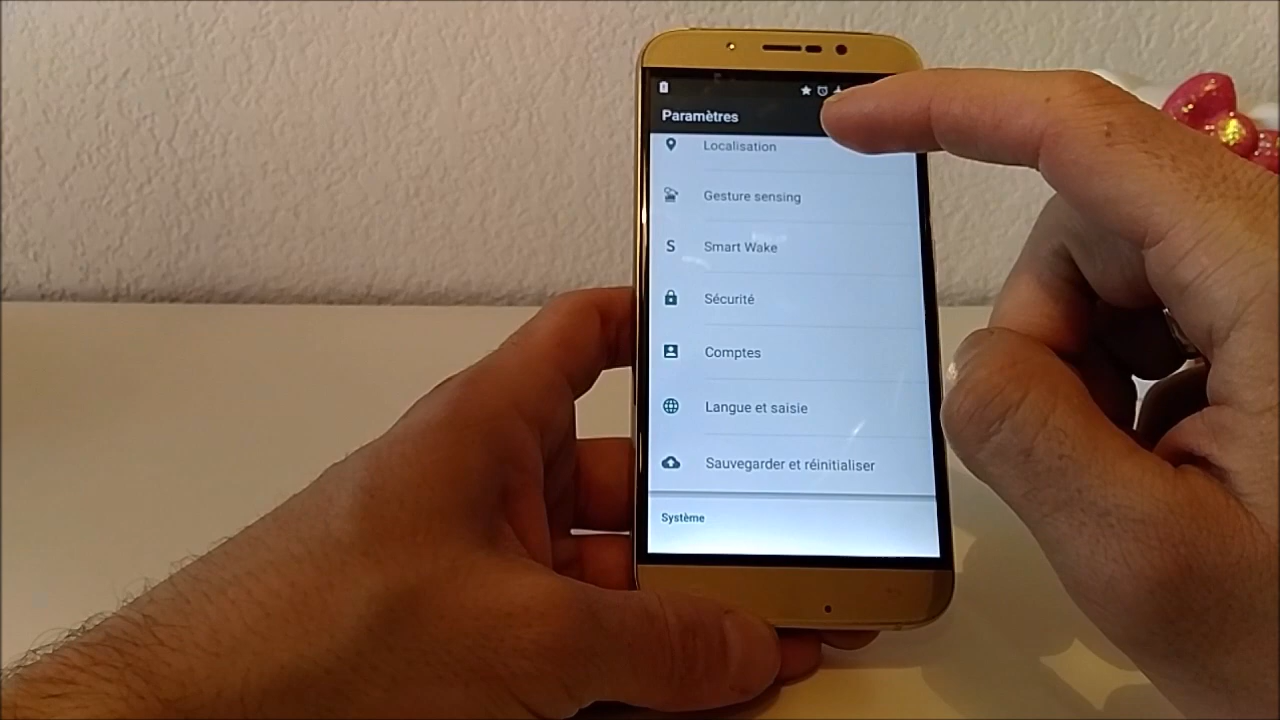 Paramètres
Localisation
Gesture sensing
S Smart Wake
Sécurité
Comptes
Langue et saisie
Sauvegarder et réinitialiser
Système